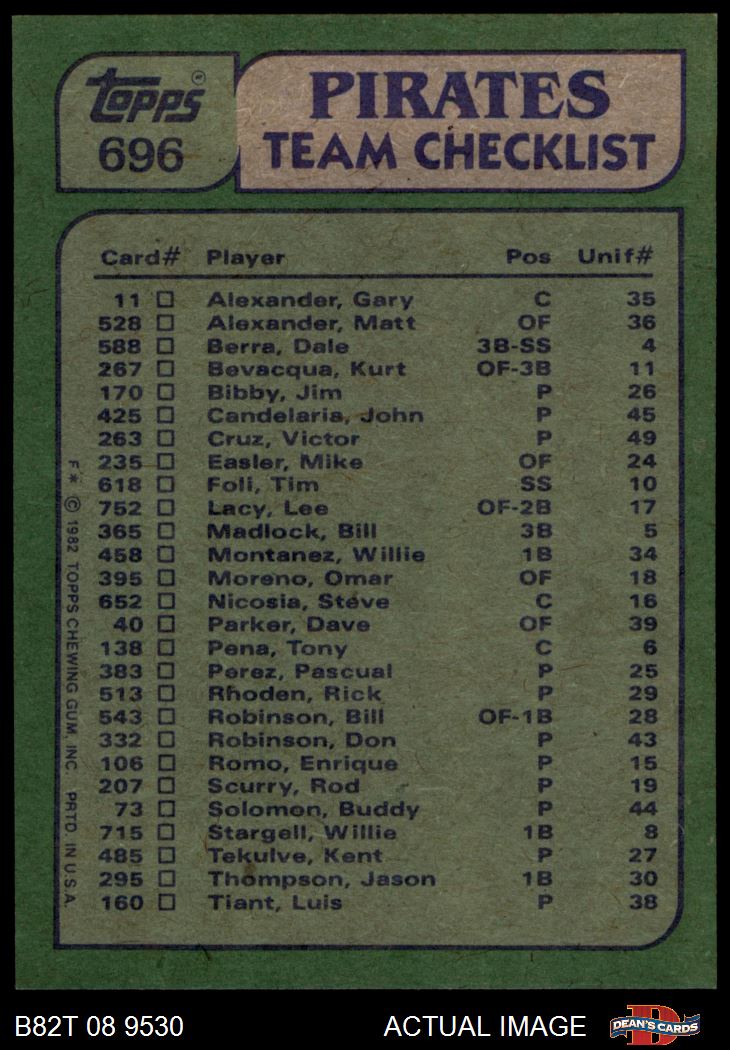 topps®
696
PIRATES
TEAM CHECKLIST
Card# Player Pos Unif#
11 Alexander, Gary C 35
528 Alexander, Matt OF 36
588 Berra, Dale 3B-SS 4
267 Bevacqua, Kurt OF-3B 11
170 Bibby, Jim P 26
425 Candelaria, John P 45
263 Cruz, Victor P 49
235 Easler, Mike OF 24
618 Foli, Tim SS 10
752 Lacy, Lee OF-2B 17
365 Madlock, Bill 3B 5
458 Montanez, Willie 1B 34
395 Moreno, Omar OF 18
652 Nicosia, Steve C 16
40 Parker, Dave OF 39
138 Pena, Tony C 6
383 Perez, Pascual P 25
513 Rhoden, Rick P 29
543 Robinson, Bill OF-1B 28
332 Robinson, Don P 43
106 Romo, Enrique P 15
207 Scurry, Rod P 19
73 Solomon, Buddy P 44
715 Stargell, Willie 1B 8
485 Tekulve, Kent P 27
295 Thompson, Jason 1B 30
160 Tiant, Luis P 38
F* © 1982 TOPPS CHEWING GUM, INC PRTD. IN U.S.A.
B82T 08 9530 ACTUAL IMAGE
D
DEAN'S CARDS